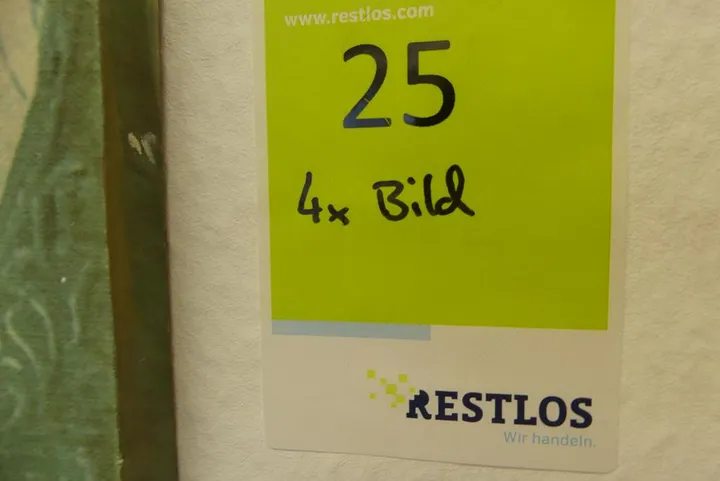 www.restlos.com
25
4x Bild
RESTLOS
Wir handeln.